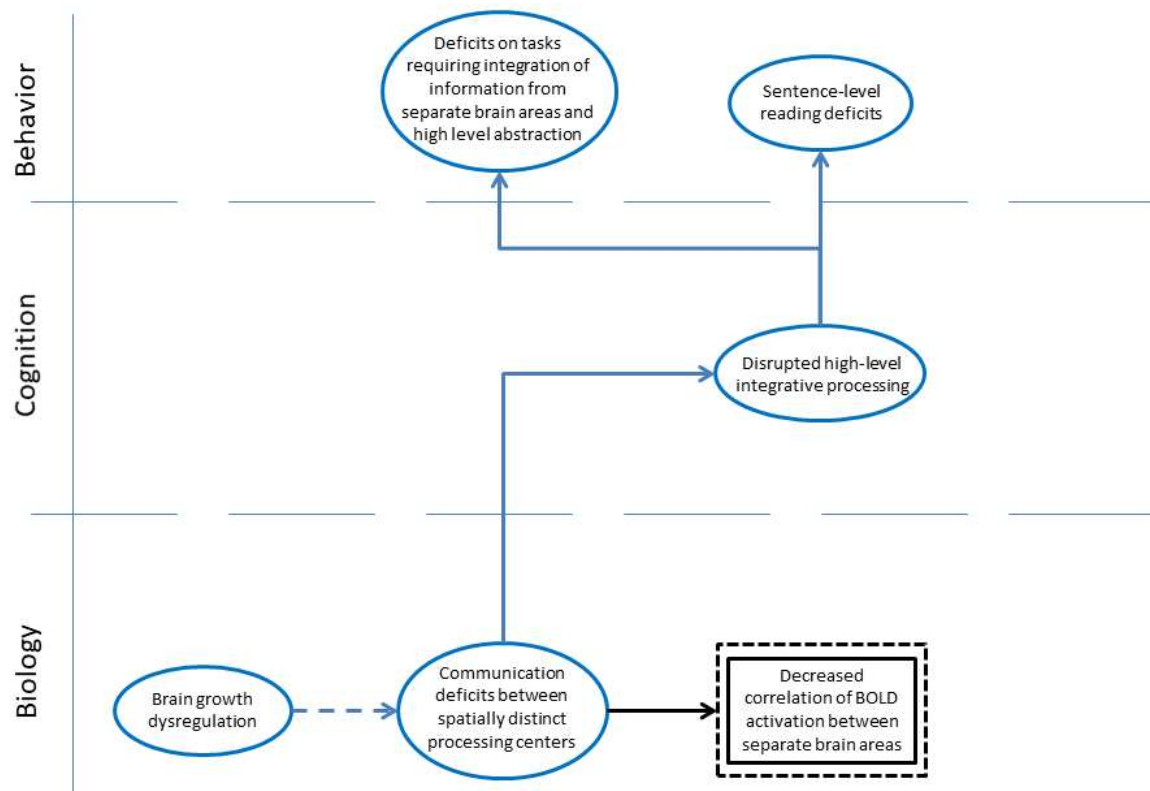 Behavior
Deficits on tasks
requiring integration of
information from
separate brain areas and
high level abstraction
Sentence-level
reading deficits
Cognition
Disrupted high-level
integrative processing
Biology
Brain growth
dysregulation
Communication
deficits between
spatially distinct
processing centers
Decreased
correlation of BOLD
activation between
separate brain areas